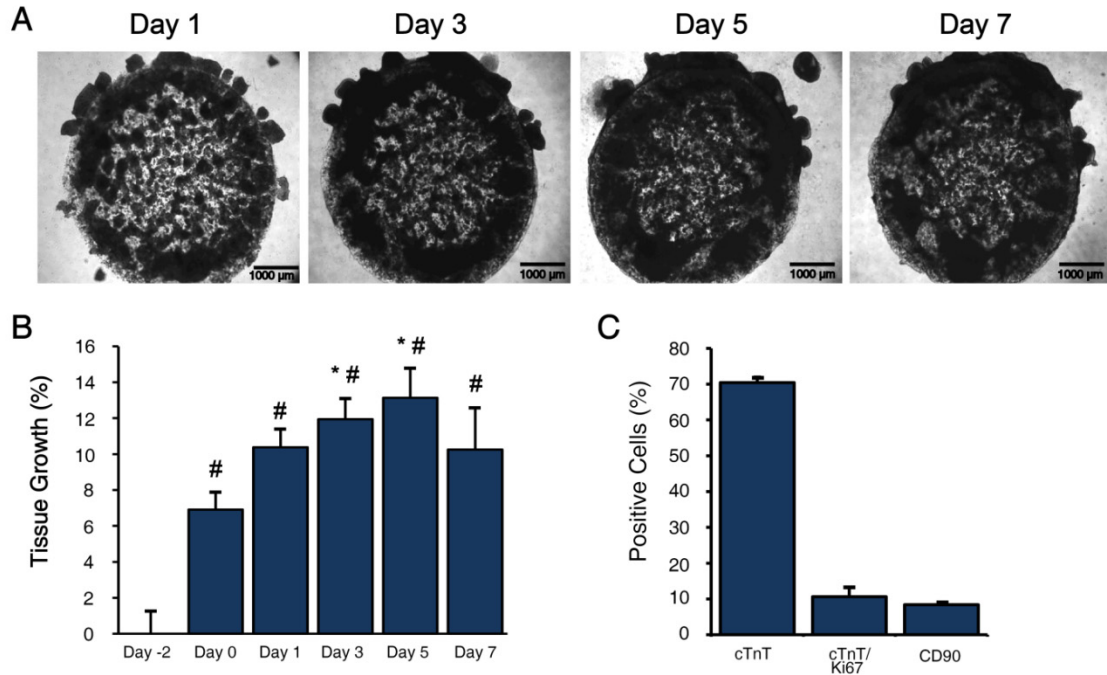 A
Day 1
Day 3
Day 5
Day 7
1000 µm
1000 µm
1000 µm
1000 µm
B
Tissue Growth (%)
16
14
12
10
8
6
4
2
0
#
#
* #
* #
#
Day -2
Day 0
Day 1
Day 3
Day 5
Day 7
C
Positive Cells (%)
80
70
60
50
40
30
20
10
0
cTnT
cTnT/
Ki67
CD90